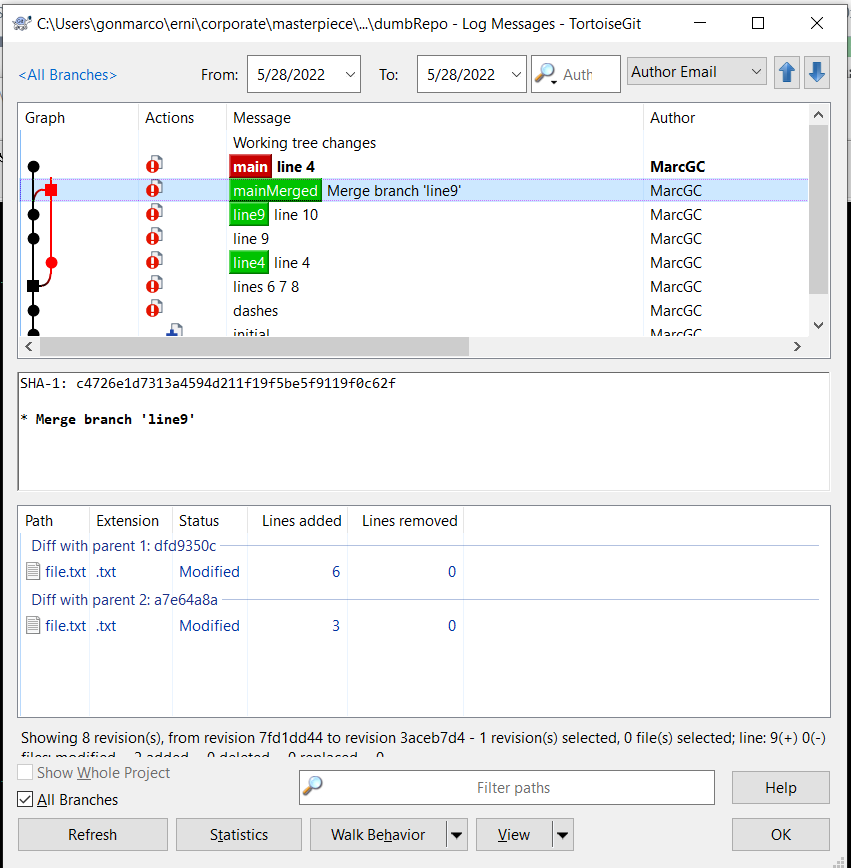 C:\Users\gonmarco\erni\corporate\masterpiece\...\dumbRepo - Log Messages - TortoiseGit
<All Branches> From: 5/28/2022 To: 5/28/2022 Auth Author Email
Graph Actions Message Author
Working tree changes
main line 4 MarcGC
mainMerged Merge branch 'line9' MarcGC
line9 line 10 MarcGC
line 9 MarcGC
line4 line 4 MarcGC
lines 6 7 8 MarcGC
dashes MarcGC
initial MarcGC
SHA-1: c4726e1d7313a4594d211f19f5be5f9119f0c62f
* Merge branch 'line9'
Path Extension Status Lines added Lines removed
Diff with parent 1: dfd9350c
file.txt .txt Modified 6 0
Diff with parent 2: a7e64a8a
file.txt .txt Modified 3 0
Showing 8 revision(s), from revision 7fd1dd44 to revision 3aceb7d4 - 1 revision(s) selected, 0 file(s) selected; line: 9(+) 0(-)
files: modified = 2 added = 0 deleted = 0 replaced = 0
Show Whole Project
All Branches
Filter paths
Help
Refresh Statistics Walk Behavior View OK